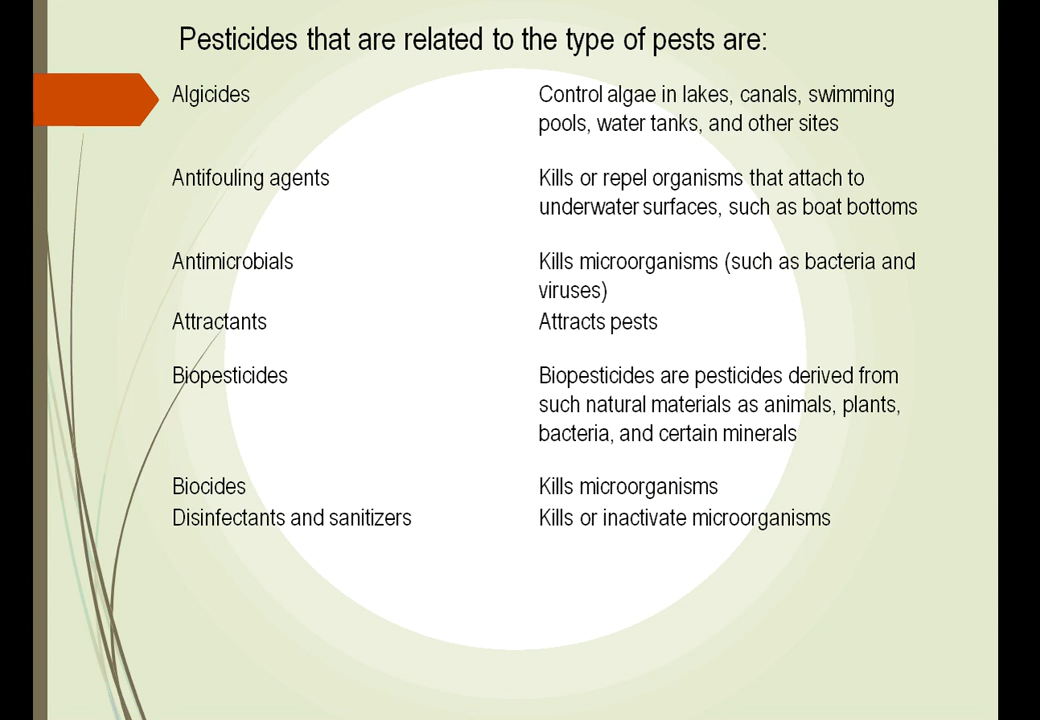 Pesticides that are related to the type of pests are:
Algicides
Control algae in lakes, canals, swimming
pools, water tanks, and other sites
Antifouling agents
Kills or repel organisms that attach to
underwater surfaces, such as boat bottoms
Antimicrobials
Kills microorganisms (such as bacteria and
viruses)
Attractants
Attracts pests
Biopesticides
Biopesticides are pesticides derived from
such natural materials as animals, plants,
bacteria, and certain minerals
Biocides
Kills microorganisms
Disinfectants and sanitizers
Kills or inactivate microorganisms